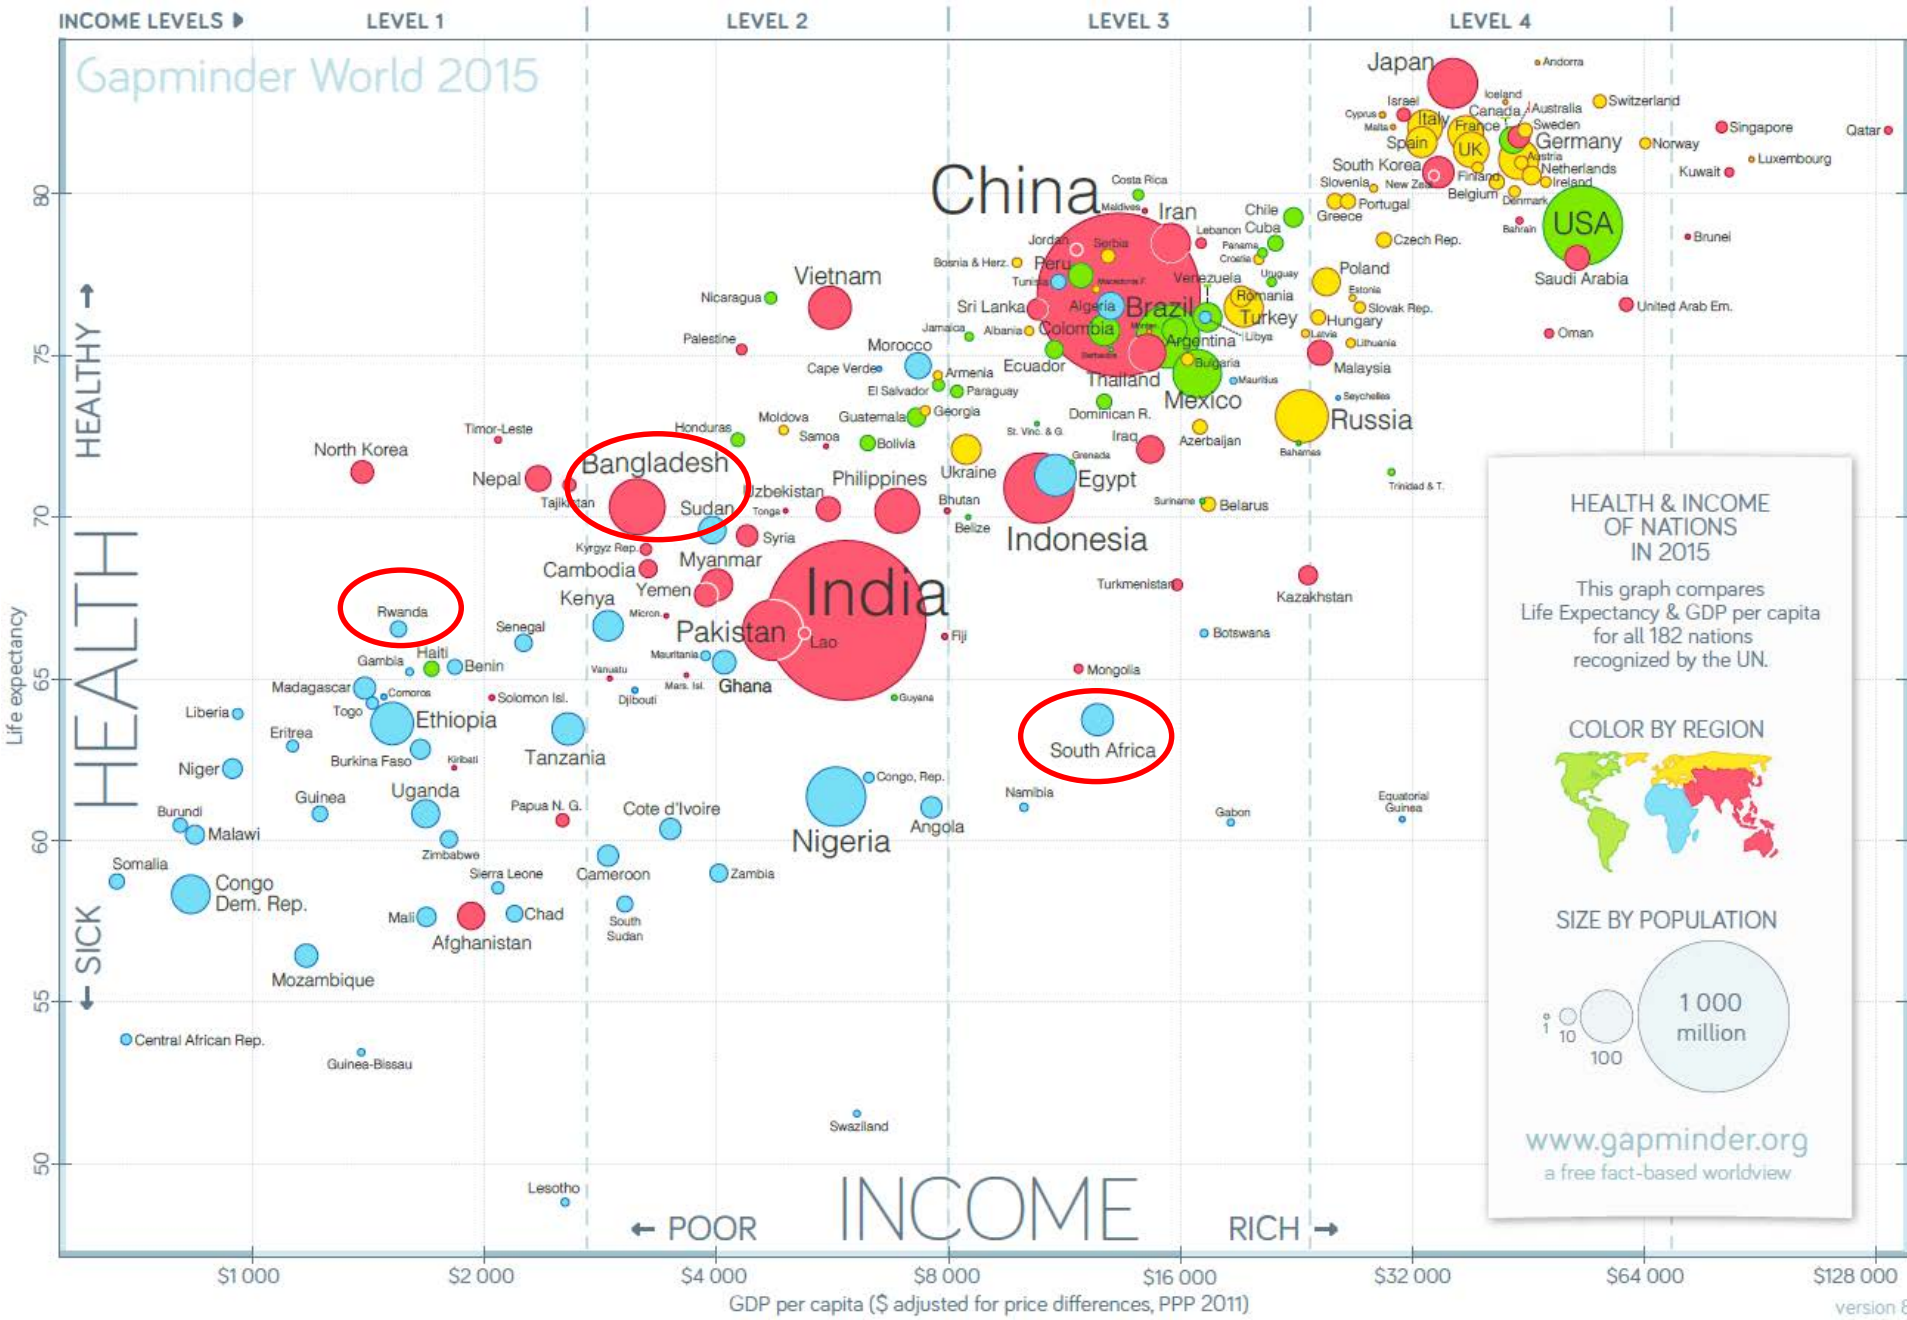 INCOME LEVELS ▶ LEVEL 1 LEVEL 2 LEVEL 3 LEVEL 4
Gapminder World 2015
Japan
Andorra
Iceland
Israel
Switzerland
Cyprus
Canada
Australia
Malta
Italy
France
Sweden
Singapore
Qatar
Spain
UK
Germany
Norway
Austria
Luxembourg
South Korea
Netherlands
Kuwait
Finland
Ireland
Slovenia
New Zeal
Belgium
Denmark
80
China
Costa Rica
Maldives
Iran
Chile
Portugal
Greece
USA
Lebanon
Cuba
Bahrain
Brunei
Jordan
Serbia
Panama
Czech Rep.
Croatia
Bosnia & Herz.
Peru
Poland
Saudi Arabia
Vietnam
Tunisia
Macedonia F.
Venezuela
Uruguay
Estonia
Nicaragua
Romania
Slovak Rep.
United Arab Em.
Sri Lanka
Algeria
Brazil
Turkey
Hungary
Jamaica
Albania
Colombia
Libya
Latvia
Oman
Palestine
Morocco
Argentina
Lithuania
75
Barbados
Bulgaria
Cape Verde
Armenia
Ecuador
Thailand
Mauritius
Malaysia
El Salvador
Paraguay
Mexico
Seychelles
Moldova
Guatemala
Georgia
Dominican R.
Russia
Timor-Leste
Honduras
Samoa
Bolivia
St. Vinc. & G.
Iraq
Azerbaijan
North Korea
Bahamas
Bangladesh
Grenada
Nepal
Philippines
Ukraine
Egypt
Trinidad & T.
Uzbekistan
Tajikistan
Sudan
Tonga
Bhutan
Suriname
Belarus
70
Belize
Syria
Indonesia
Kyrgyz Rep.
Myanmar
Cambodia
India
Turkmenistan
Yemen
Kazakhstan
Kenya
Rwanda
Micron.
Senegal
Pakistan
Lao
Fiji
Botswana
Haiti
Mauritania
Gambia
Benin
Vanuatu
Mongolia
65
Madagascar
Comoros
Solomon Isl.
Djibouti
Mars. Isl.
Ghana
Guyana
Liberia
Togo
Ethiopia
Eritrea
South Africa
Burkina Faso
Kiribati
Tanzania
Niger
Congo, Rep.
Guinea
Uganda
Papua N. G.
Cote d'Ivoire
Namibia
Equatorial
Guinea
Burundi
Malawi
Angola
Gabon
60
Nigeria
Zimbabwe
Somalia
Sierra Leone
Cameroon
Zambia
Congo
Dem. Rep.
Mali
Chad
South
Sudan
Afghanistan
Mozambique
55
Central African Rep.
Guinea-Bissau
Swaziland
50
Lesotho
HEALTHY →
HEALTH
← SICK
Life expectancy
← POOR INCOME RICH →
$1 000 $2 000 $4 000 $8 000 $16 000 $32 000 $64 000 $128 000
GDP per capita ($ adjusted for price differences, PPP 2011)
version 8
HEALTH & INCOME
OF NATIONS
IN 2015
This graph compares
Life Expectancy & GDP per capita
for all 182 nations
recognized by the UN.
COLOR BY REGION
SIZE BY POPULATION
1
10
100
1 000
million
www.gapminder.org
a free fact-based worldview